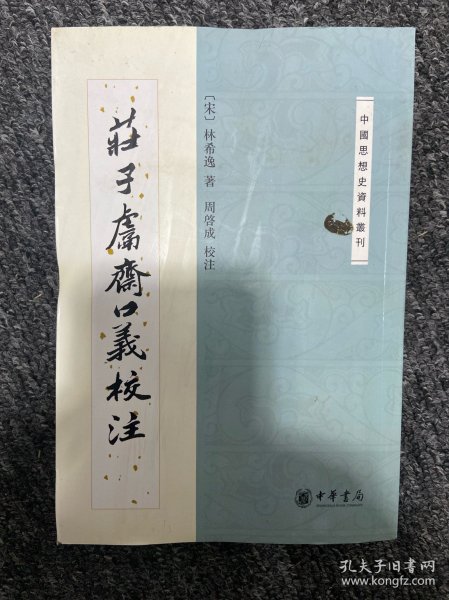 莊子鬳齋口義校注
〔宋〕林希逸 著 周啓成 校注
中國思想史資料叢刊
中華書局
孔夫子旧书网
www.kongfz.com